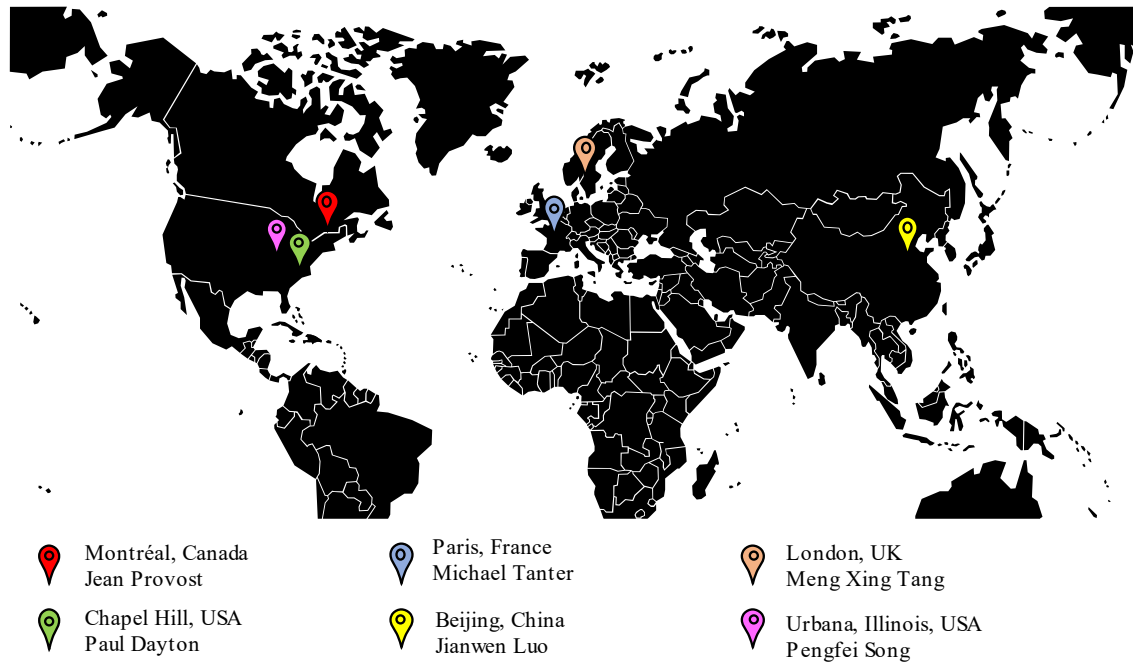 Montréal, Canada
Jean Provost
Paris, France
Michael Tanter
London, UK
Meng Xing Tang
Chapel Hill, USA
Paul Dayton
Beijing, China
Jianwen Luo
Urbana, Illinois, USA
Pengfei Song